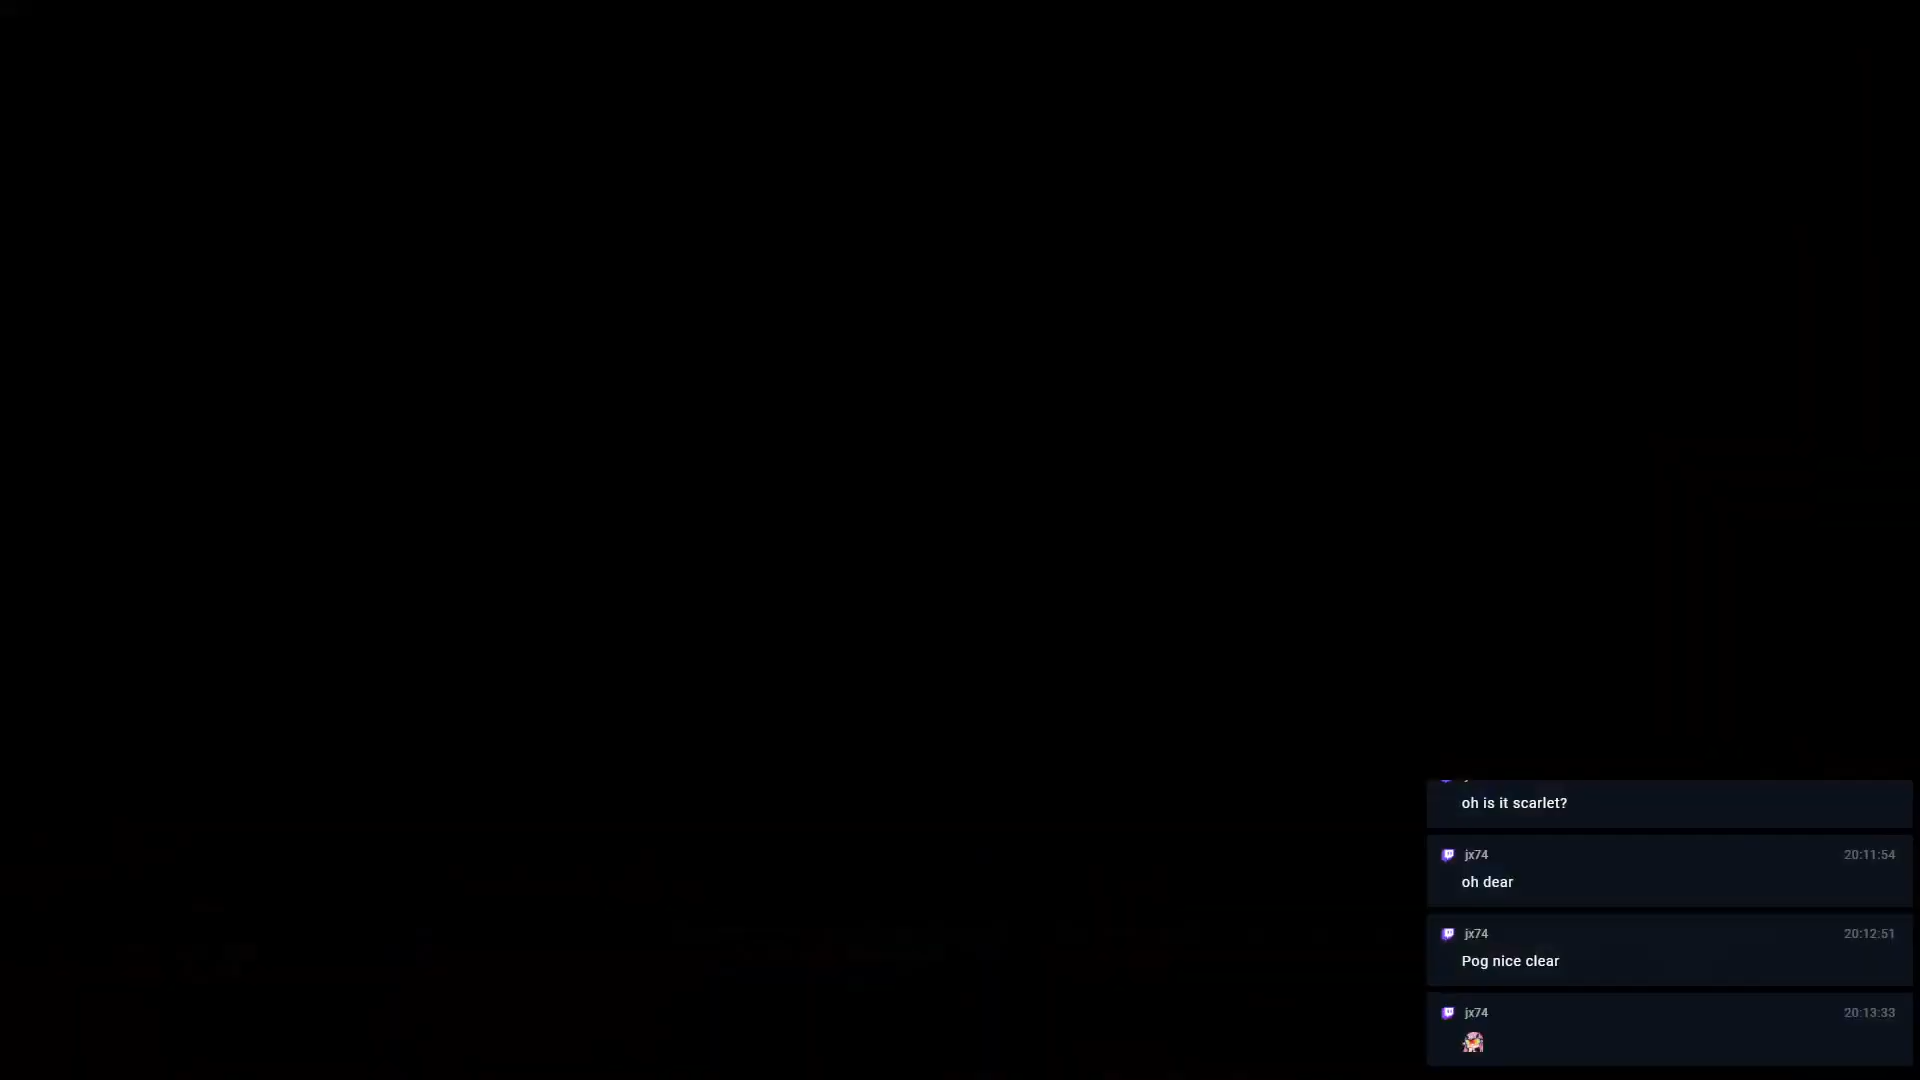 oh is it scarlet?
jx74 20:11:54
oh dear
jx74 20:12:51
Pog nice clear
jx74 20:13:33